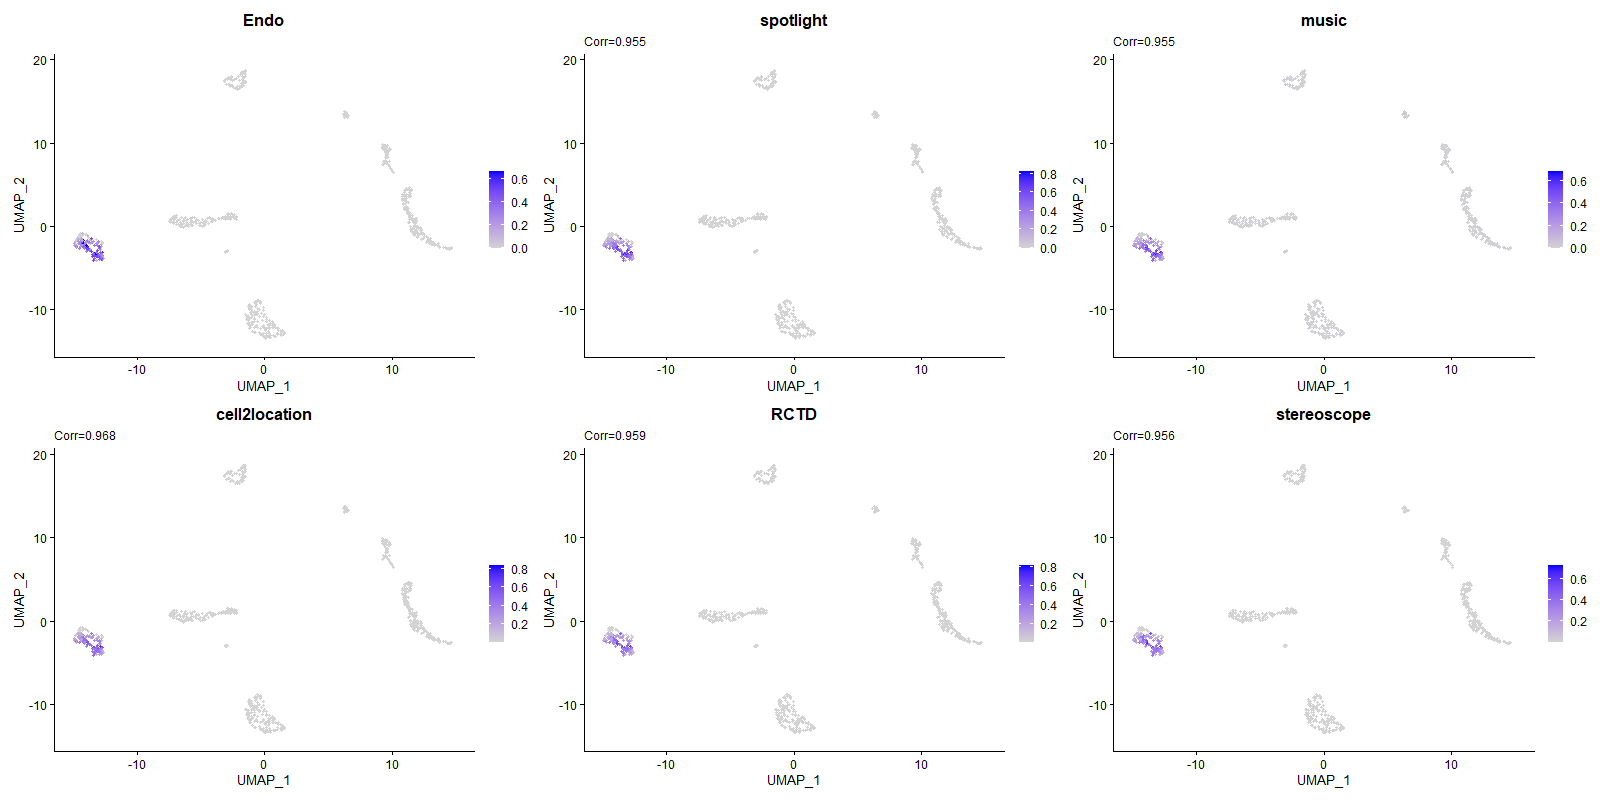 Endo
20
10
0
-10
UMAP_2
-10
0
10
UMAP_1
0.6
0.4
0.2
0.0
spotlight
Corr=0.955
20
10
0
-10
UMAP_2
-10
0
10
UMAP_1
0.8
0.6
0.4
0.2
0.0
music
Corr=0.955
20
10
0
-10
UMAP_2
-10
0
10
UMAP_1
0.6
0.4
0.2
0.0
cell2location
Corr=0.968
20
10
0
-10
UMAP_2
-10
0
10
UMAP_1
0.8
0.6
0.4
0.2
RCTD
Corr=0.959
20
10
0
-10
UMAP_2
-10
0
10
UMAP_1
0.8
0.6
0.4
0.2
stereoscope
Corr=0.956
20
10
0
-10
UMAP_2
-10
0
10
UMAP_1
0.6
0.4
0.2